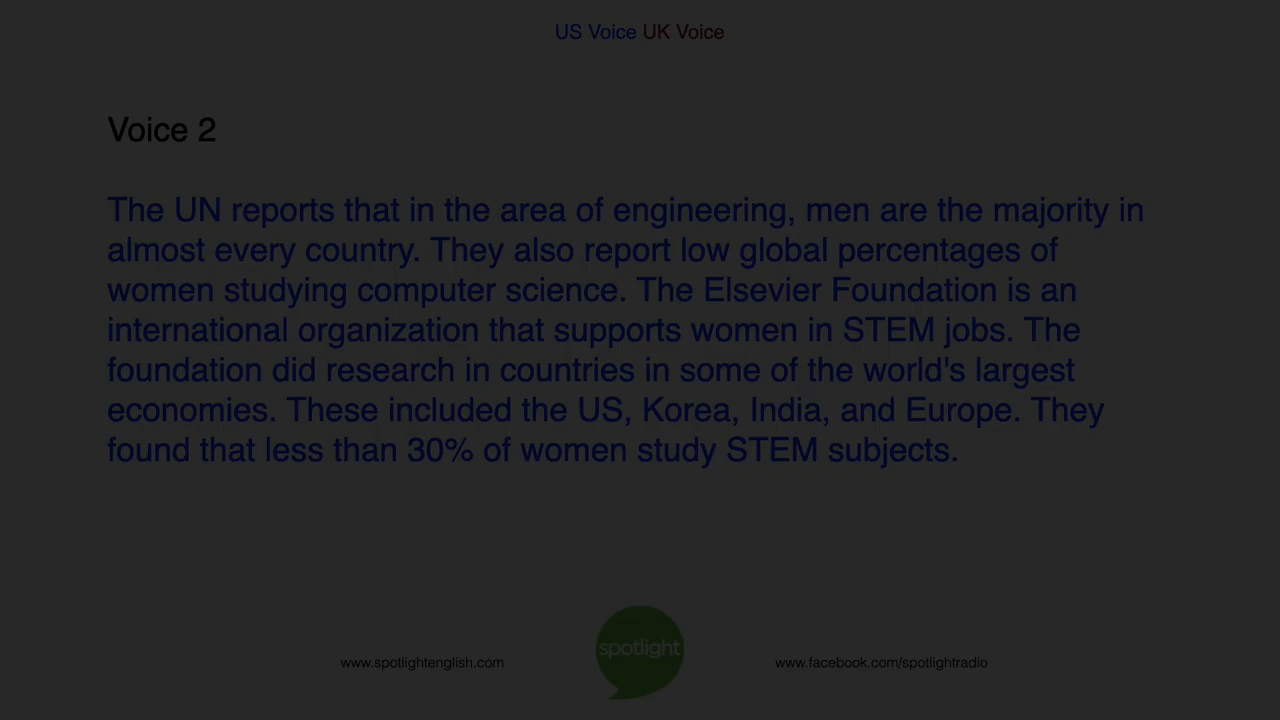 US Voice UK Voice
Voice 2
The UN reports that in the area of engineering, men are the majority in
almost every country. They also report low global percentages of
women studying computer science. The Elsevier Foundation is an
international organization that supports women in STEM jobs. The
foundation did research in countries in some of the world's largest
economies. These included the US, Korea, India, and Europe. They
found that less than 30% of women study STEM subjects.
spotlight
www.spotlightenglish.com
www.facebook.com/spotlightradio